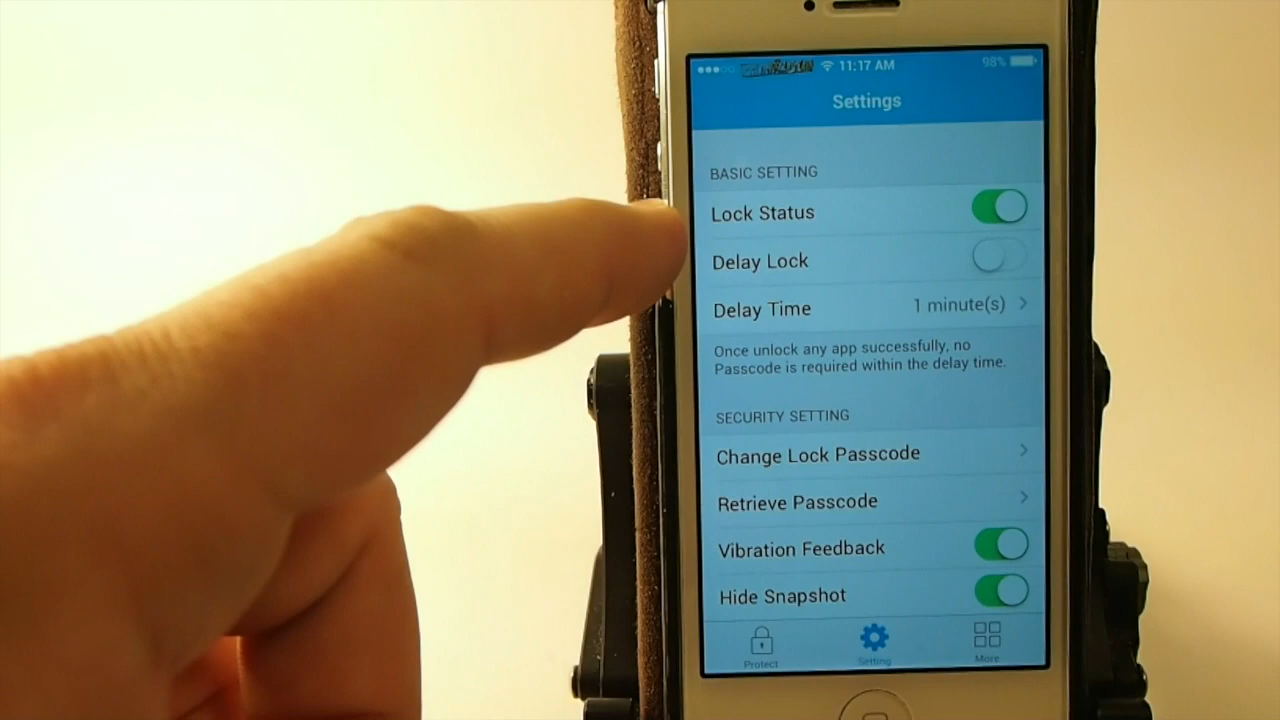 11:17 AM 98%
Settings
BASIC SETTING
Lock Status
Delay Lock
Delay Time 1 minute(s)
Once unlock any app successfully, no
Passcode is required within the delay time.
SECURITY SETTING
Change Lock Passcode
Retrieve Passcode
Vibration Feedback
Hide Snapshot
Protect Setting More